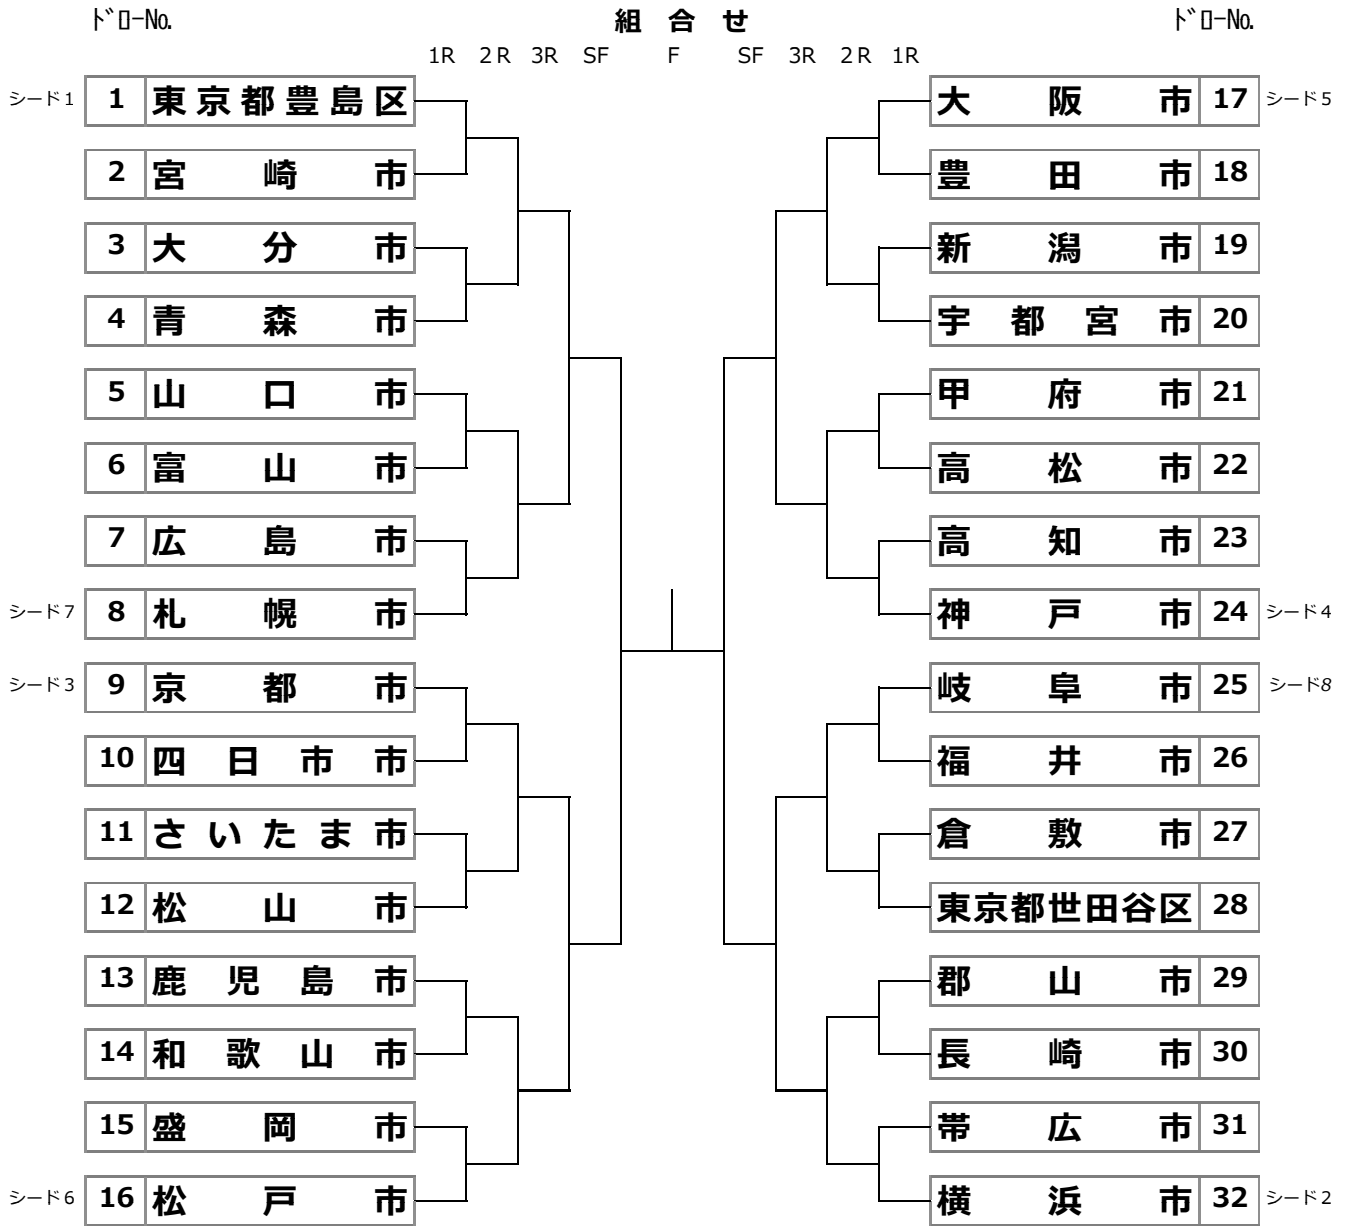 ﾄﾞﾛｰNo. 組 合 せ ﾄﾞﾛｰNo.
1R 2R 3R SF F SF 3R 2R 1R
シード1 1 東京都豊島区 大阪市 17 シード5
2 宮崎市 豊田市 18
3 大分市 新潟市 19
4 青森市 宇都宮市 20
5 山口市 甲府市 21
6 富山市 高松市 22
7 広島市 高知市 23
シード7 8 札幌市 神戸市 24 シード4
シード3 9 京都市 岐阜市 25 シード8
10 四日市市 福井市 26
11 さいたま市 倉敷市 27
12 松山市 東京都世田谷区 28
13 鹿児島市 郡山市 29
14 和歌山市 長崎市 30
15 盛岡市 帯広市 31
シード6 16 松戸市 横浜市 32 シード2